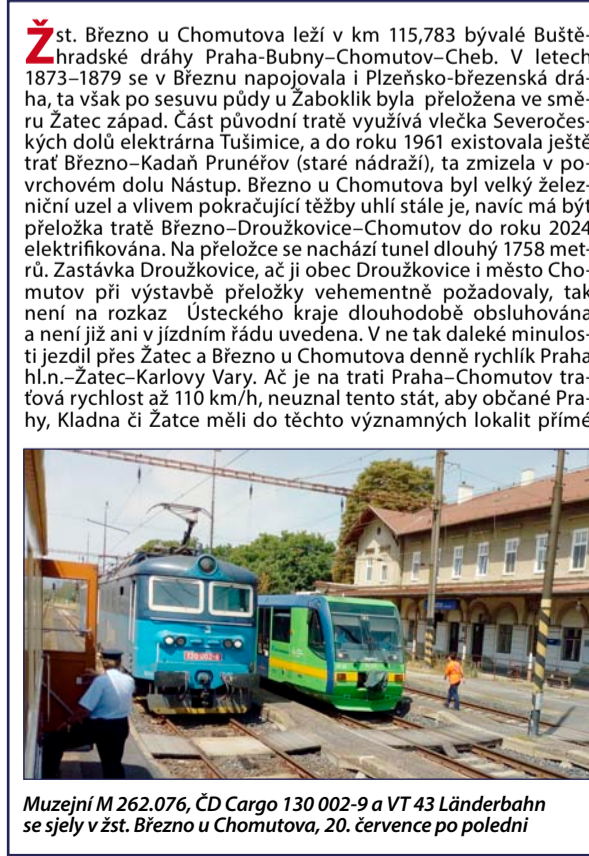 Žst. Březno u Chomutova leží v km 115,783 bývalé Buště-
hradské dráhy Praha-Bubny–Chomutov–Cheb. V letech
1873–1879 se v Březnu napojovala i Plzeňsko-březenská drá-
ha, ta však po sesuvu půdy u Žaboklik byla přeložena ve smě-
ru Žatec západ. Část původní tratě využívá vlečka Severočes-
kých dolů elektrárna Tušimice, a do roku 1961 existovala ještě
trať Březno–Kadaň Prunéřov (staré nádraží), ta zmizela v po-
vrchovém dolu Nástup. Březno u Chomutova byl velký želez-
niční uzel a vlivem pokračující těžby uhlí stále je, navíc má být
přeložka tratě Březno–Droužkovice–Chomutov do roku 2024
elektrifikována. Na přeložce se nachází tunel dlouhý 1758 met-
rů. Zastávka Droužkovice, ač ji obec Droužkovice i město Cho-
mutov při výstavbě přeložky vehementně požadovaly, tak
není na rozkaz Ústeckého kraje dlouhodobě obsluhována
a není již ani v jízdním řádu uvedena. V ne tak daleké minulos-
ti jezdil přes Žatec a Březno u Chomutova denně rychlík Praha
hl.n.–Žatec–Karlovy Vary. Ač je na trati Praha–Chomutov tra-
ťová rychlost až 110 km/h, neuznal tento stát, aby občané Pra-
hy, Kladna či Žatce měli do těchto významných lokalit přímé
Muzejní M 262.076, ČD Cargo 130 002-9 a VT 43 Länderbahn
se sjely v žst. Březno u Chomutova, 20. července po poledni